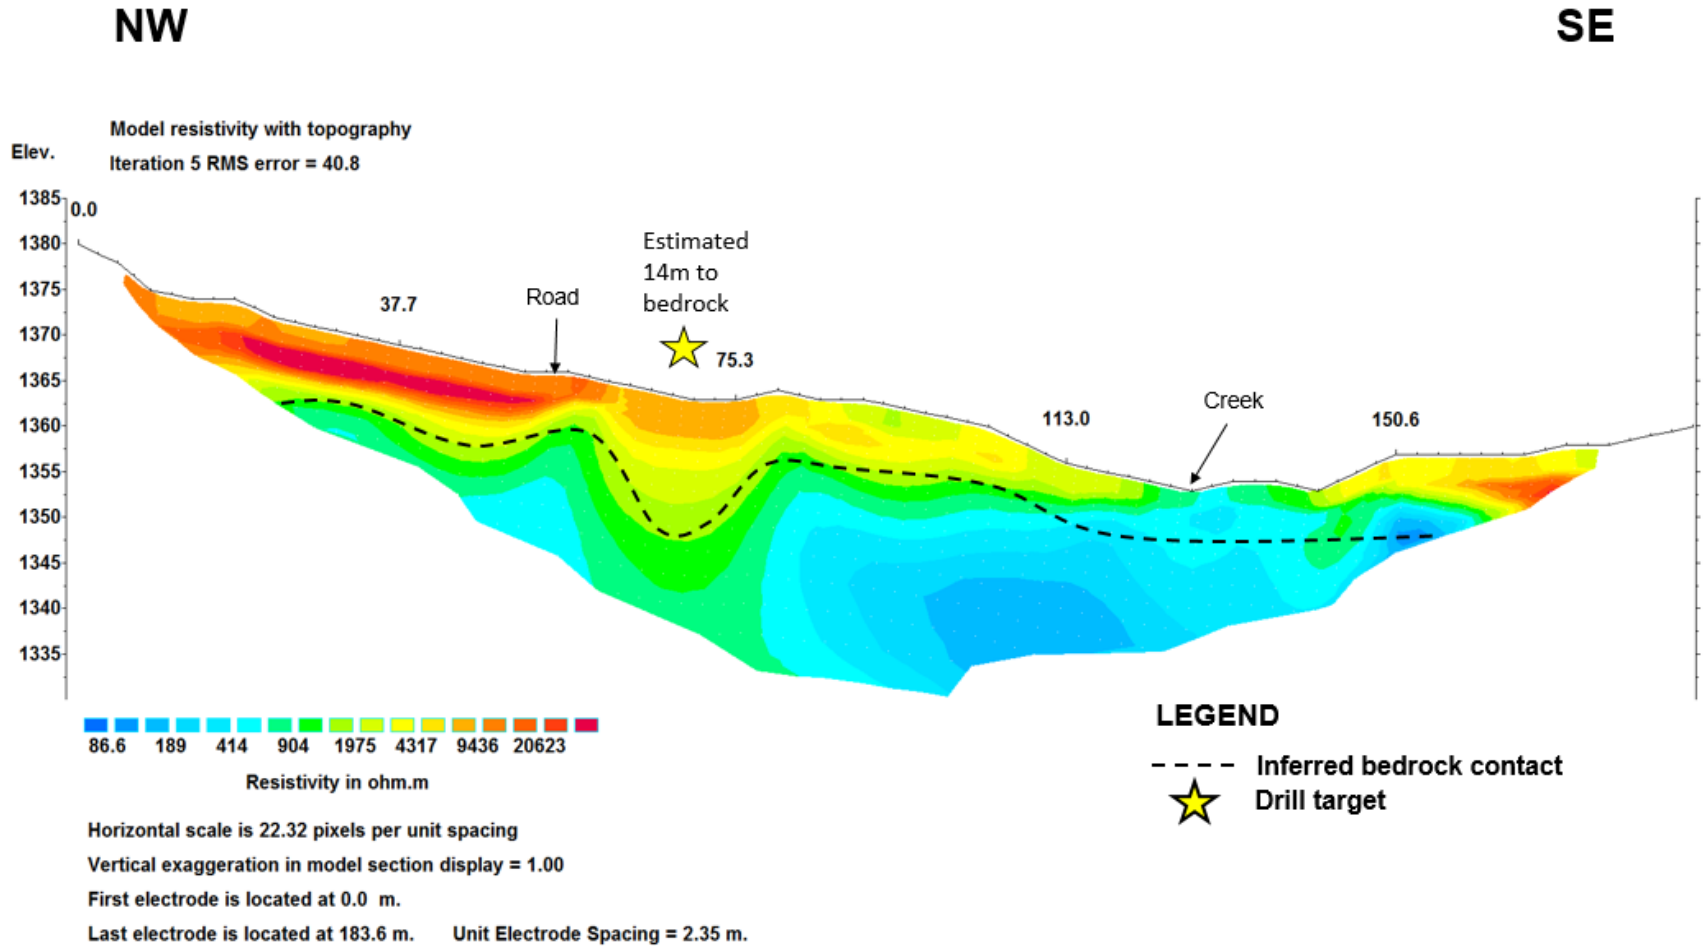 NW
SE
Model resistivity with topography
Iteration 5 RMS error = 40.8
Elev.
1385
0.0
1380
1375
1370
1365
1360
1355
1350
1345
1340
1335
37.7
Road
Estimated
14m to
bedrock
75.3
113.0
Creek
150.6
86.6 189 414 904 1975 4317 9436 20623
Resistivity in ohm.m
LEGEND
Inferred bedrock contact
Drill target
Horizontal scale is 22.32 pixels per unit spacing
Vertical exaggeration in model section display = 1.00
First electrode is located at 0.0 m.
Last electrode is located at 183.6 m. Unit Electrode Spacing = 2.35 m.